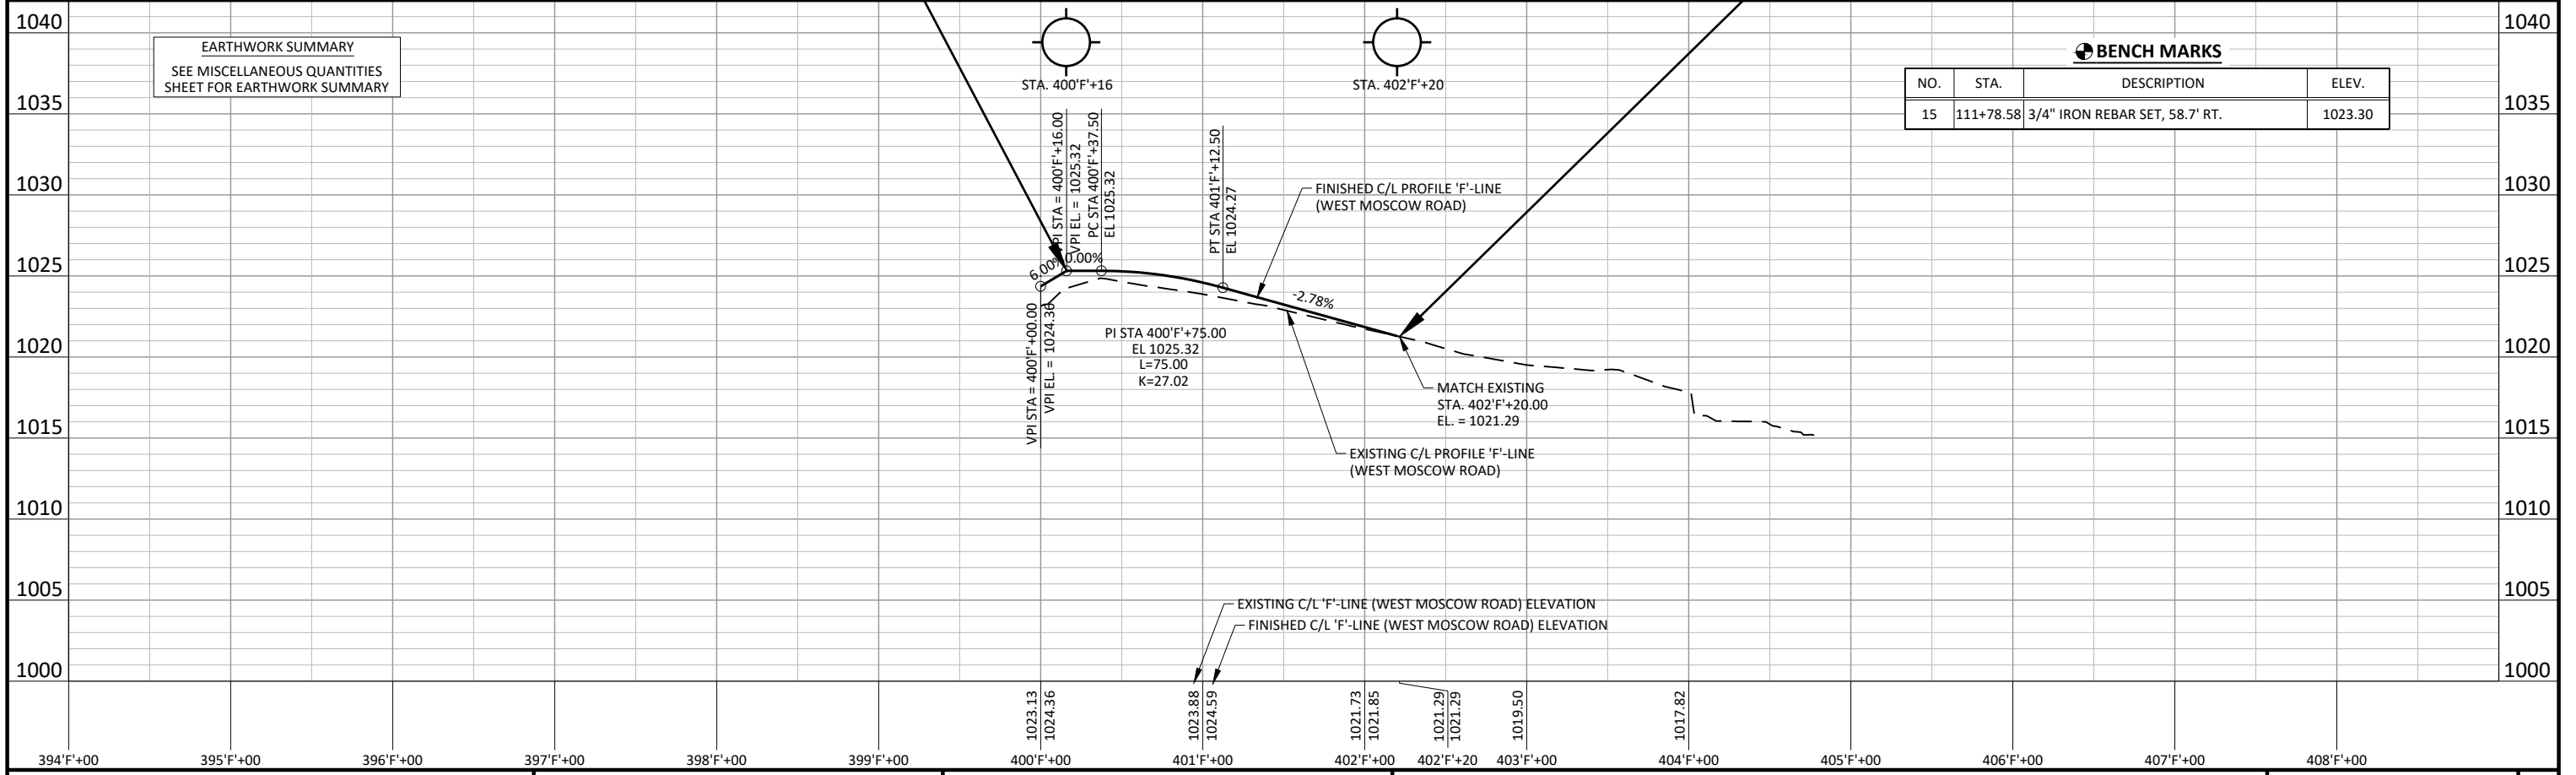 1040
1035
1030
1025
1020
1015
1010
1005
1000
EARTHWORK SUMMARY
SEE MISCELLANEOUS QUANTITIES
SHEET FOR EARTHWORK SUMMARY
STA. 400'F'+16
STA. 402'F'+20
BENCH MARKS
NO. STA. DESCRIPTION ELEV.
15 111+78.58 3/4" IRON REBAR SET, 58.7' RT. 1023.30
VPI STA = 400'F'+16.00
VPI EL. = 1025.32
PC STA 400'F'+37.50
EL 1025.32
PT STA 401'F'+12.50
EL 1024.27
FINISHED C/L PROFILE 'F'-LINE
(WEST MOSCOW ROAD)
6.00%
0.00%
-2.78%
VPI STA = 400'F'+00.00
VPI EL. = 1024.36
PI STA 400'F'+75.00
EL 1025.32
L=75.00
K=27.02
MATCH EXISTING
STA. 402'F'+20.00
EL. = 1021.29
EXISTING C/L PROFILE 'F'-LINE
(WEST MOSCOW ROAD)
EXISTING C/L 'F'-LINE (WEST MOSCOW ROAD) ELEVATION
FINISHED C/L 'F'-LINE (WEST MOSCOW ROAD) ELEVATION
1023.13
1024.36
1023.88
1024.59
1021.73
1021.85
1021.29
1021.29
1019.50
1017.82
394'F'+00
395'F'+00
396'F'+00
397'F'+00
398'F'+00
399'F'+00
400'F'+00
401'F'+00
402'F'+00
402'F'+20
403'F'+00
404'F'+00
405'F'+00
406'F'+00
407'F'+00
408'F'+00
1040
1035
1030
1025
1020
1015
1010
1005
1000